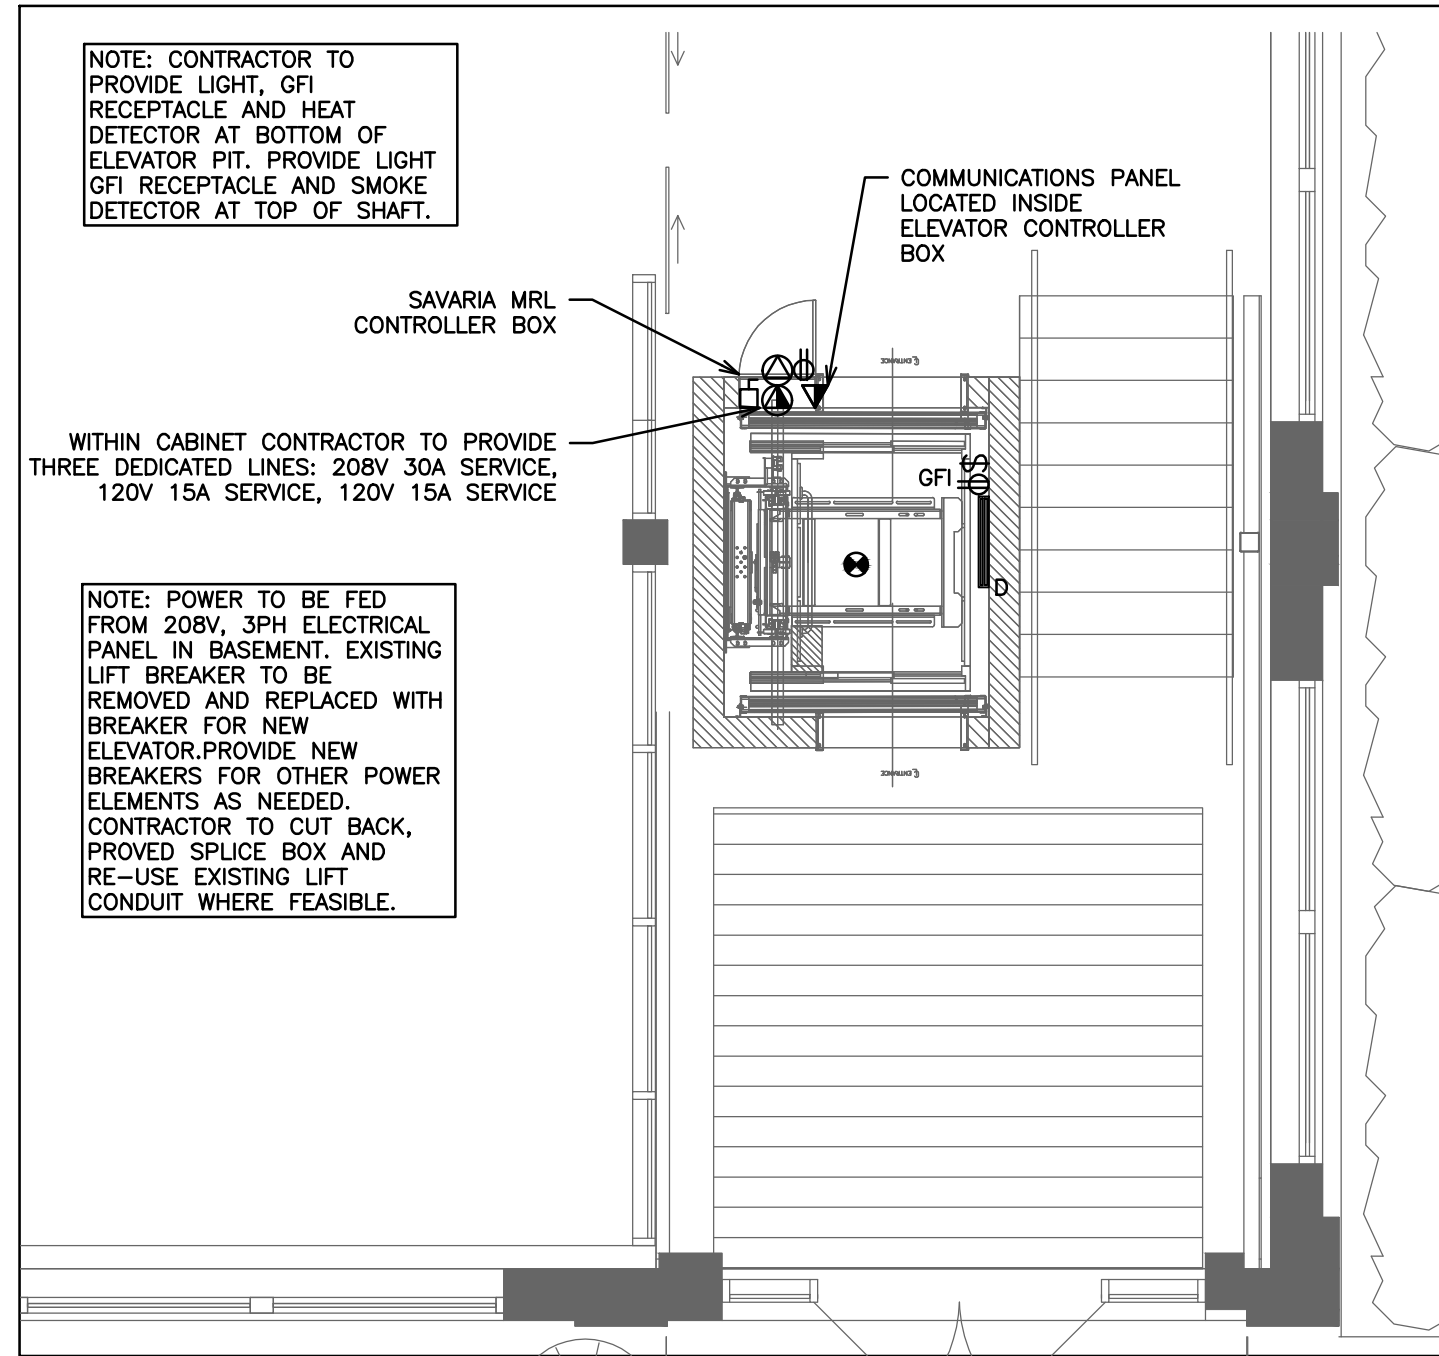 NOTE: CONTRACTOR TO
PROVIDE LIGHT, GFI
RECEPTACLE AND HEAT
DETECTOR AT BOTTOM OF
ELEVATOR PIT. PROVIDE LIGHT
GFI RECEPTACLE AND SMOKE
DETECTOR AT TOP OF SHAFT.
COMMUNICATIONS PANEL
LOCATED INSIDE
ELEVATOR CONTROLLER
BOX
SAVARIA MRL
CONTROLLER BOX
℄ ENTRANCE
WITHIN CABINET CONTRACTOR TO PROVIDE
THREE DEDICATED LINES: 208V 30A SERVICE,
120V 15A SERVICE, 120V 15A SERVICE
$
GFI
D
NOTE: POWER TO BE FED
FROM 208V, 3PH ELECTRICAL
PANEL IN BASEMENT. EXISTING
LIFT BREAKER TO BE
REMOVED AND REPLACED WITH
BREAKER FOR NEW
ELEVATOR.PROVIDE NEW
BREAKERS FOR OTHER POWER
ELEMENTS AS NEEDED.
CONTRACTOR TO CUT BACK,
PROVED SPLICE BOX AND
RE-USE EXISTING LIFT
CONDUIT WHERE FEASIBLE.
℄ ENTRANCE